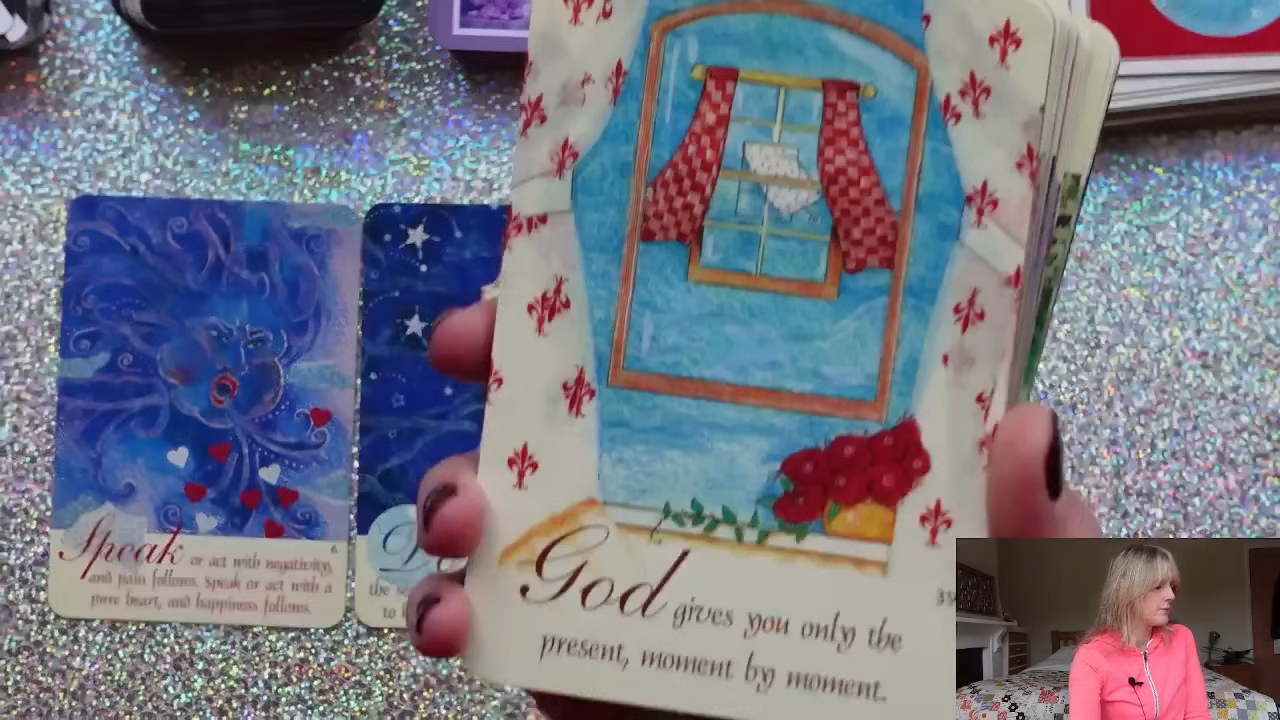 Speak or act with negativity,
and pain follows. Speak or act with a
pure heart, and happiness follows.
6
God gives you only the
present, moment by moment.